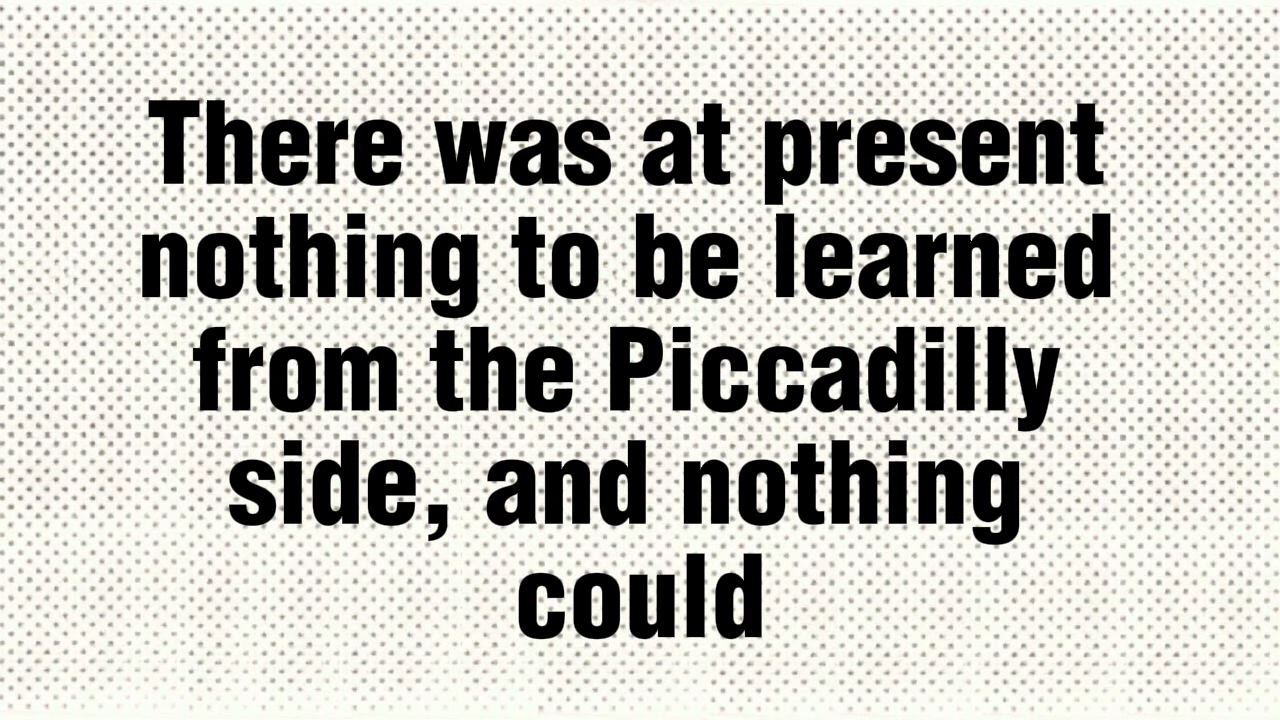 There was at present
nothing to be learned
from the Piccadilly
side, and nothing
could